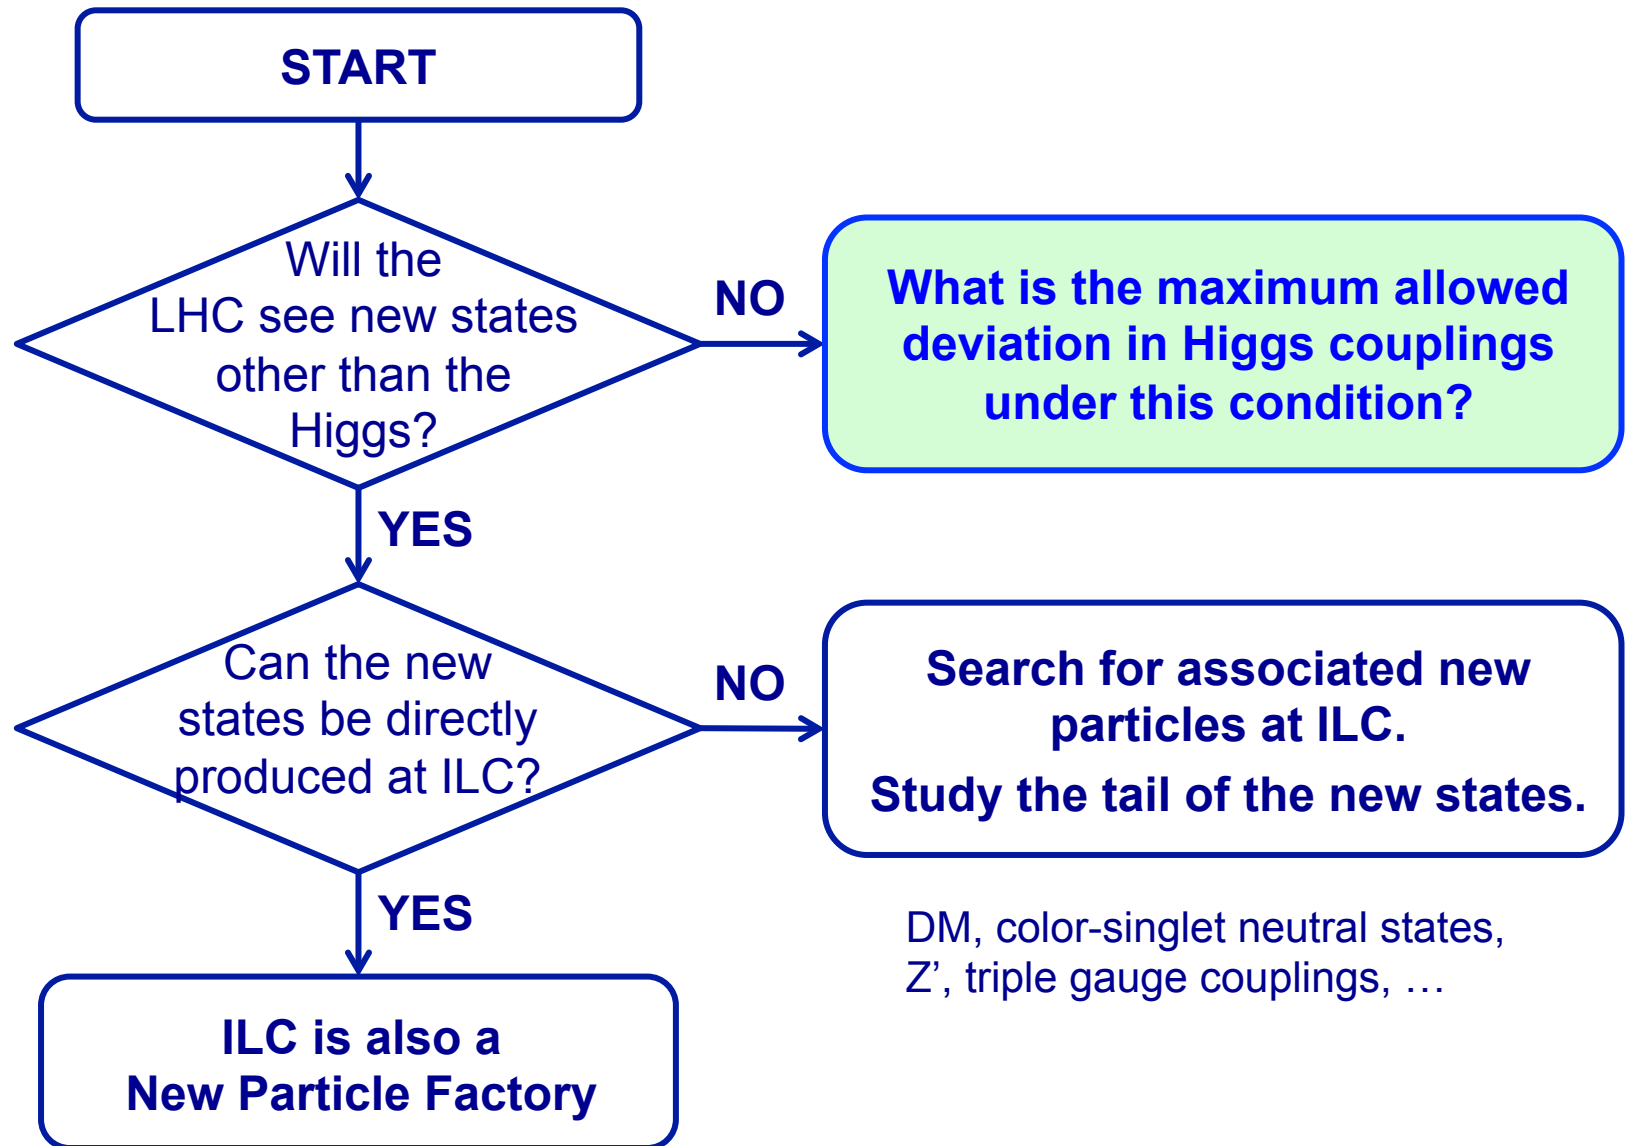 START
Will the
LHC see new states
other than the
Higgs?
NO
What is the maximum allowed
deviation in Higgs couplings
under this condition?
YES
Can the new
states be directly
produced at ILC?
NO
Search for associated new
particles at ILC.
Study the tail of the new states.
YES
DM, color-singlet neutral states,
Z’, triple gauge couplings, …
ILC is also a
New Particle Factory